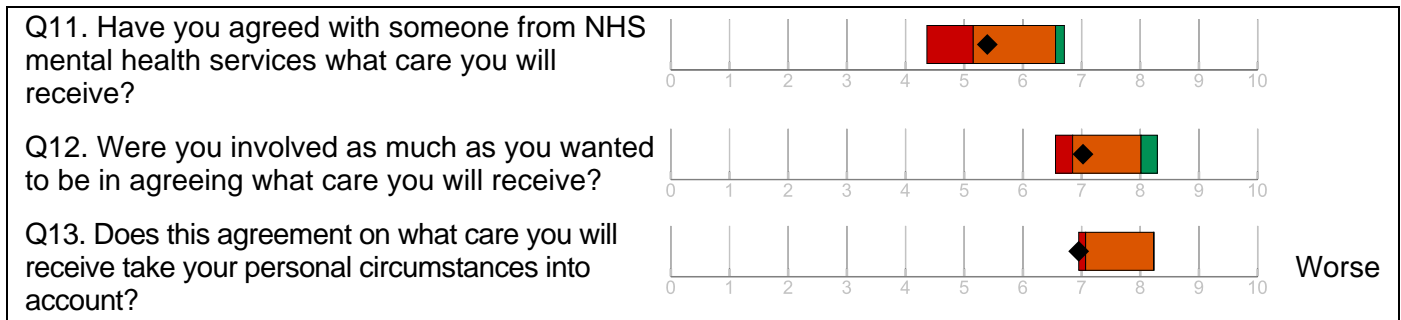 Q11. Have you agreed with someone from NHS
mental health services what care you will
receive?
0 1 2 3 4 5 6 7 8 9 10
Q12. Were you involved as much as you wanted
to be in agreeing what care you will receive?
0 1 2 3 4 5 6 7 8 9 10
Q13. Does this agreement on what care you will
receive take your personal circumstances into
account?
0 1 2 3 4 5 6 7 8 9 10
Worse